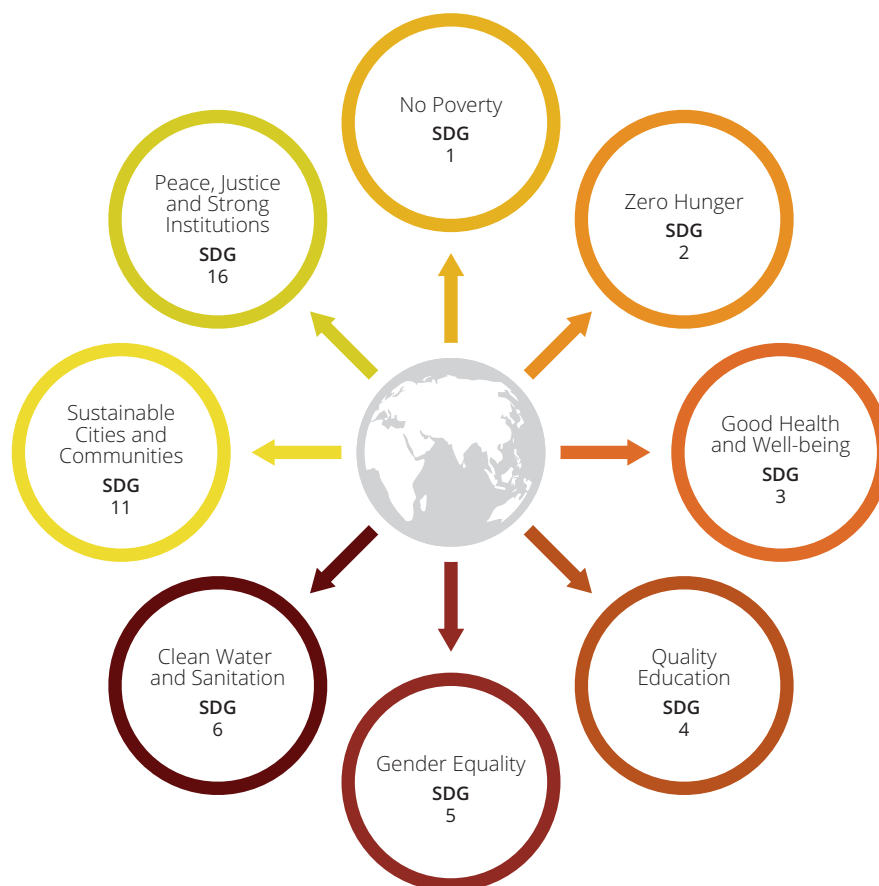 No Poverty
SDG
1
Zero Hunger
SDG
2
Good Health
and Well-being
SDG
3
Quality
Education
SDG
4
Gender Equality
SDG
5
Clean Water
and Sanitation
SDG
6
Sustainable
Cities and
Communities
SDG
11
Peace, Justice
and Strong
Institutions
SDG
16